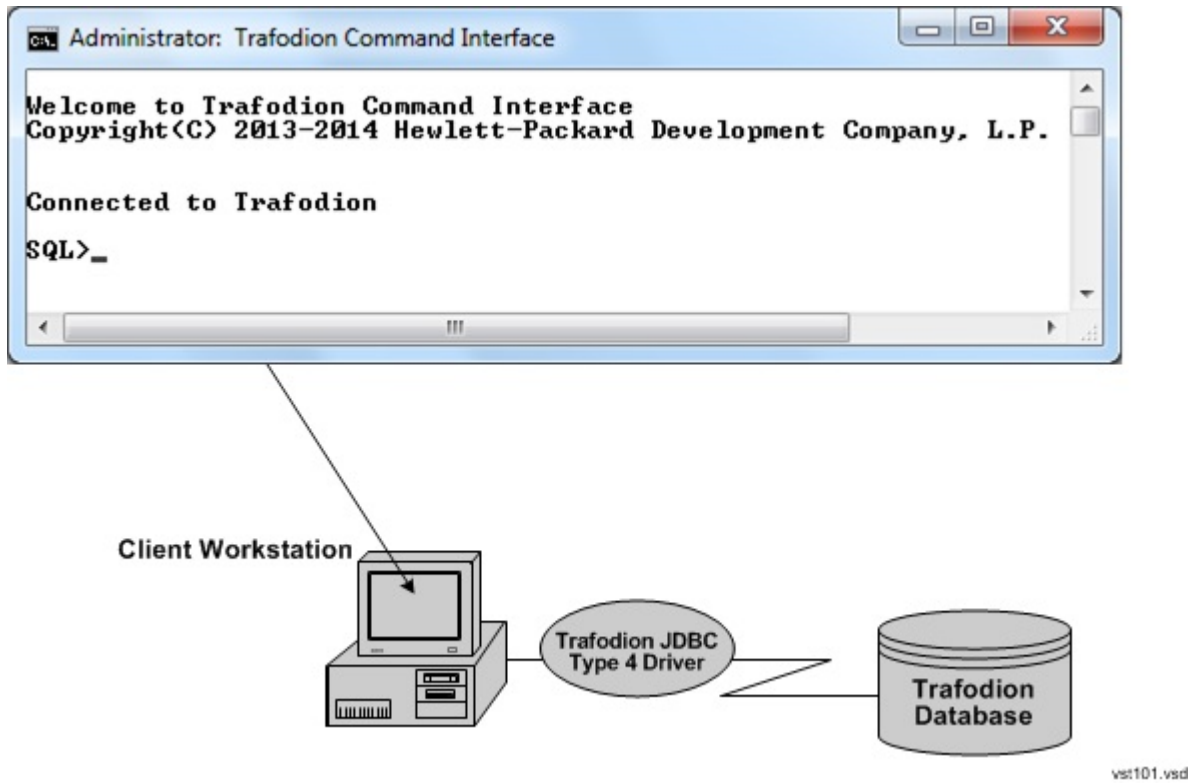 Administrator: Trafodion Command Interface
Welcome to Trafodion Command Interface
Copyright(C) 2013-2014 Hewlett-Packard Development Company, L.P.
Connected to Trafodion
SQL>_
Client Workstation
Trafodion JDBC
Type 4 Driver
Trafodion
Database
vst101.vsd